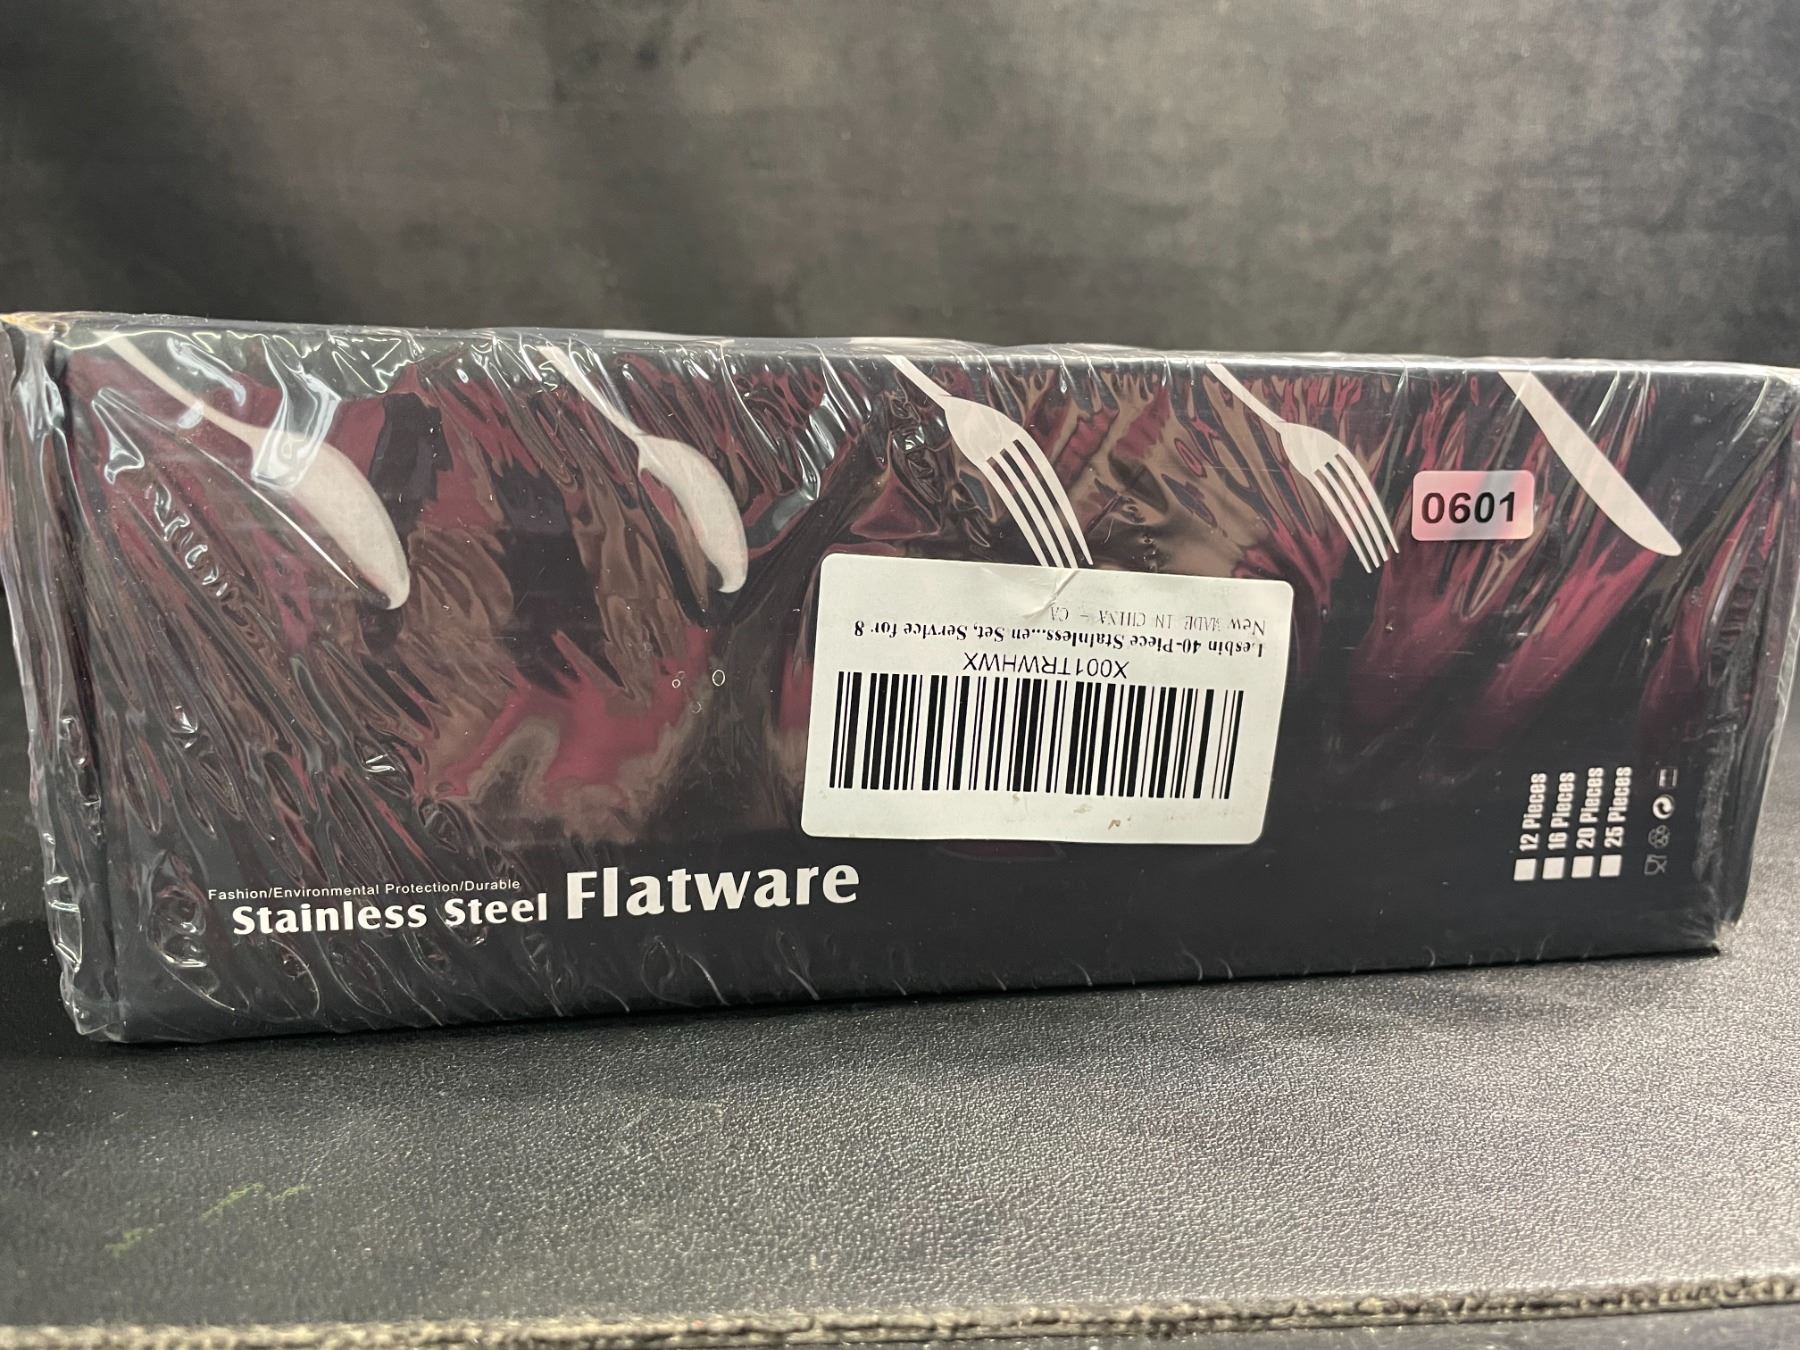 0601
New MADE IN CHINA - CA
Lesbin 40-Piece Stainless...en Set, Service for 8
X001TRWHWX
12 Pieces
16 Pieces
20 Pieces
25 Pieces
Fashion/Environmental Protection/Durable
Stainless Steel Flatware